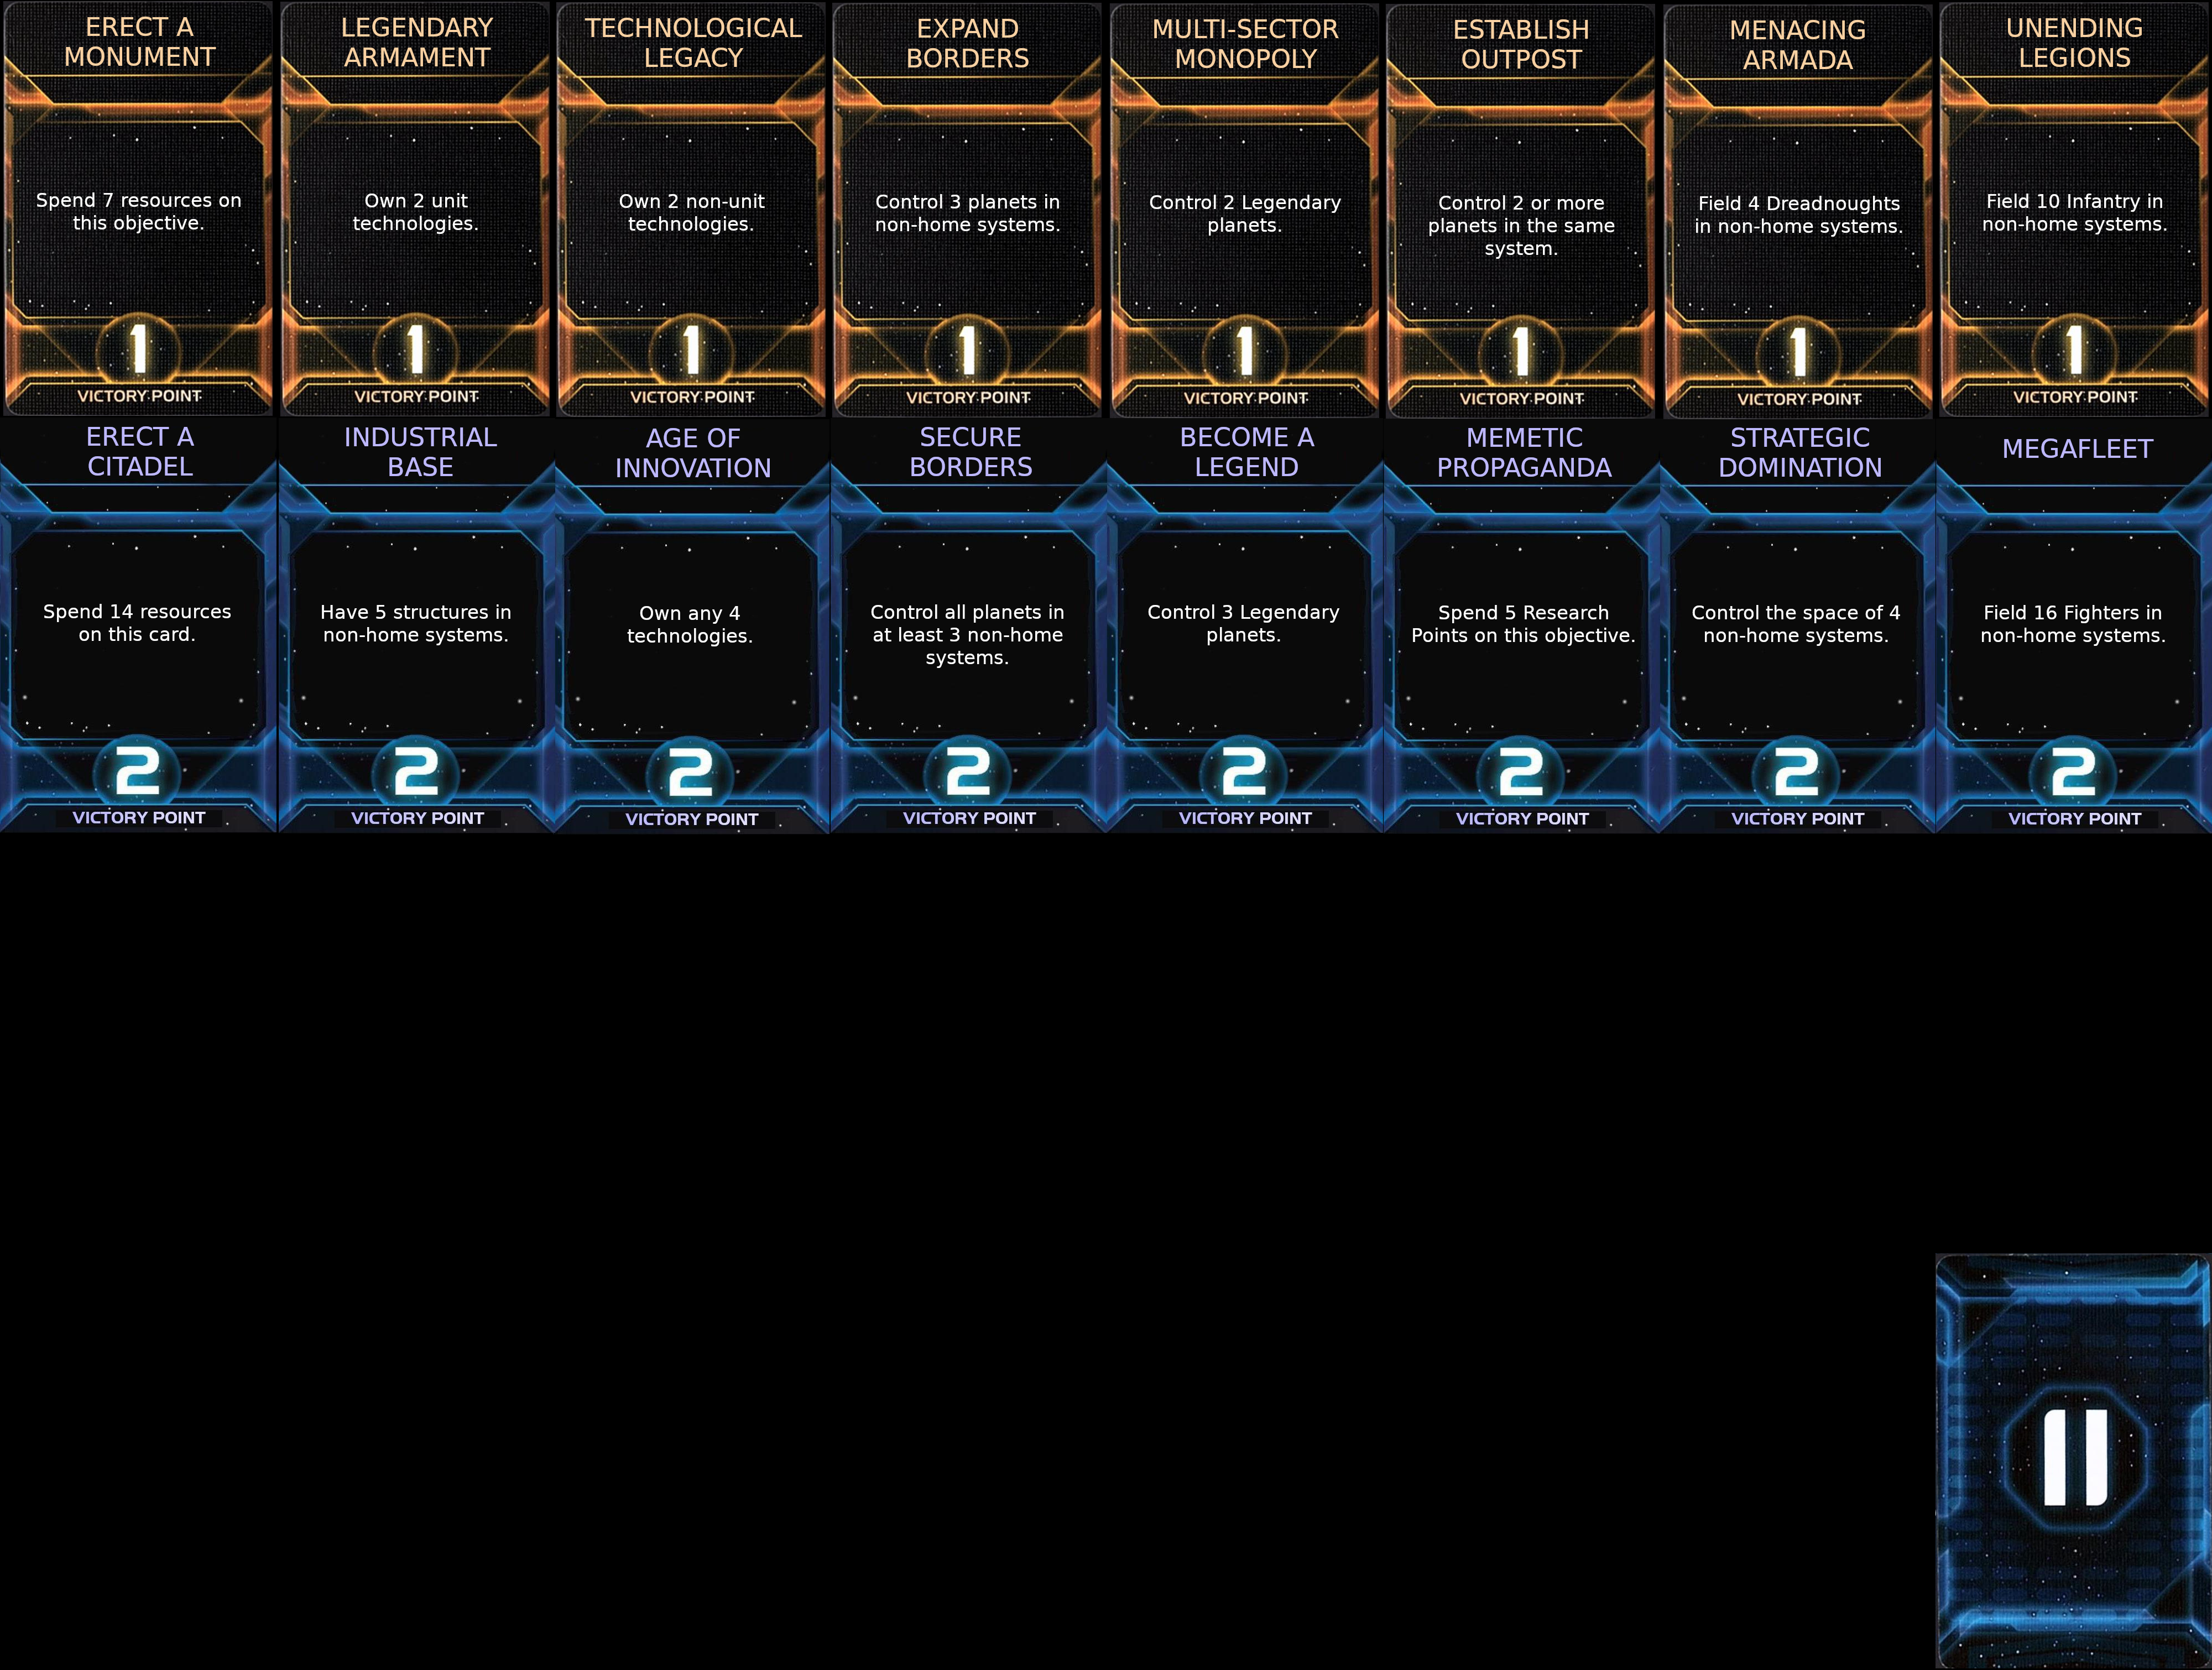 ERECT A
MONUMENT
Spend 7 resources on
this objective.
1
VICTORY POINT
LEGENDARY
ARMAMENT
Own 2 unit
technologies.
1
VICTORY POINT
TECHNOLOGICAL
LEGACY
Own 2 non-unit
technologies.
1
VICTORY POINT
EXPAND
BORDERS
Control 3 planets in
non-home systems.
1
VICTORY POINT
MULTI-SECTOR
MONOPOLY
Control 2 Legendary
planets.
1
VICTORY POINT
ESTABLISH
OUTPOST
Control 2 or more
planets in the same
system.
1
VICTORY POINT
MENACING
ARMADA
Field 4 Dreadnoughts
in non-home systems.
1
VICTORY POINT
UNENDING
LEGIONS
Field 10 Infantry in
non-home systems.
1
VICTORY POINT
ERECT A
CITADEL
Spend 14 resources
on this card.
2
VICTORY POINT
INDUSTRIAL
BASE
Have 5 structures in
non-home systems.
2
VICTORY POINT
AGE OF
INNOVATION
Own any 4
technologies.
2
VICTORY POINT
SECURE
BORDERS
Control all planets in
at least 3 non-home
systems.
2
VICTORY POINT
BECOME A
LEGEND
Control 3 Legendary
planets.
2
VICTORY POINT
MEMETIC
PROPAGANDA
Spend 5 Research
Points on this objective.
2
VICTORY POINT
STRATEGIC
DOMINATION
Control the space of 4
non-home systems.
2
VICTORY POINT
MEGAFLEET
Field 16 Fighters in
non-home systems.
2
VICTORY POINT
II